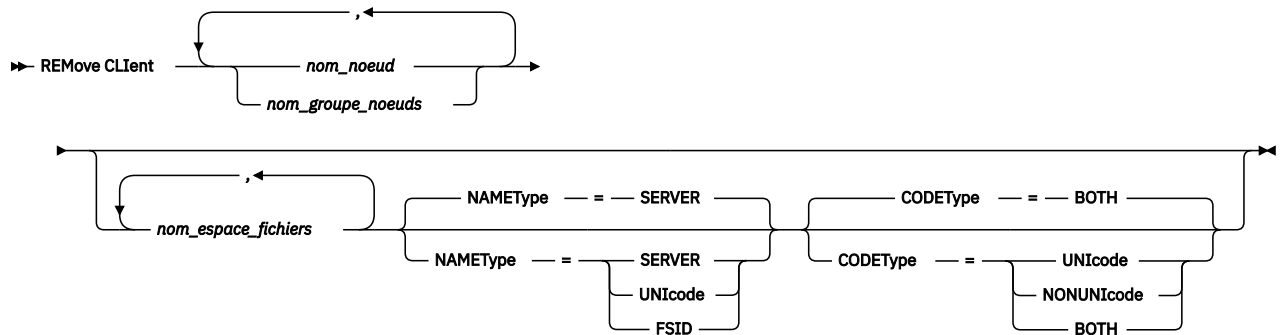 ,
REMove CLIent nom_noeud
nom_groupe_noeuds
,
NAMEType = SERVER CODEType = BOTH
nom_espace_fichiers
NAMEType = SERVER CODEType = UNIcode
UNIcode NONUNIcode
FSID BOTH